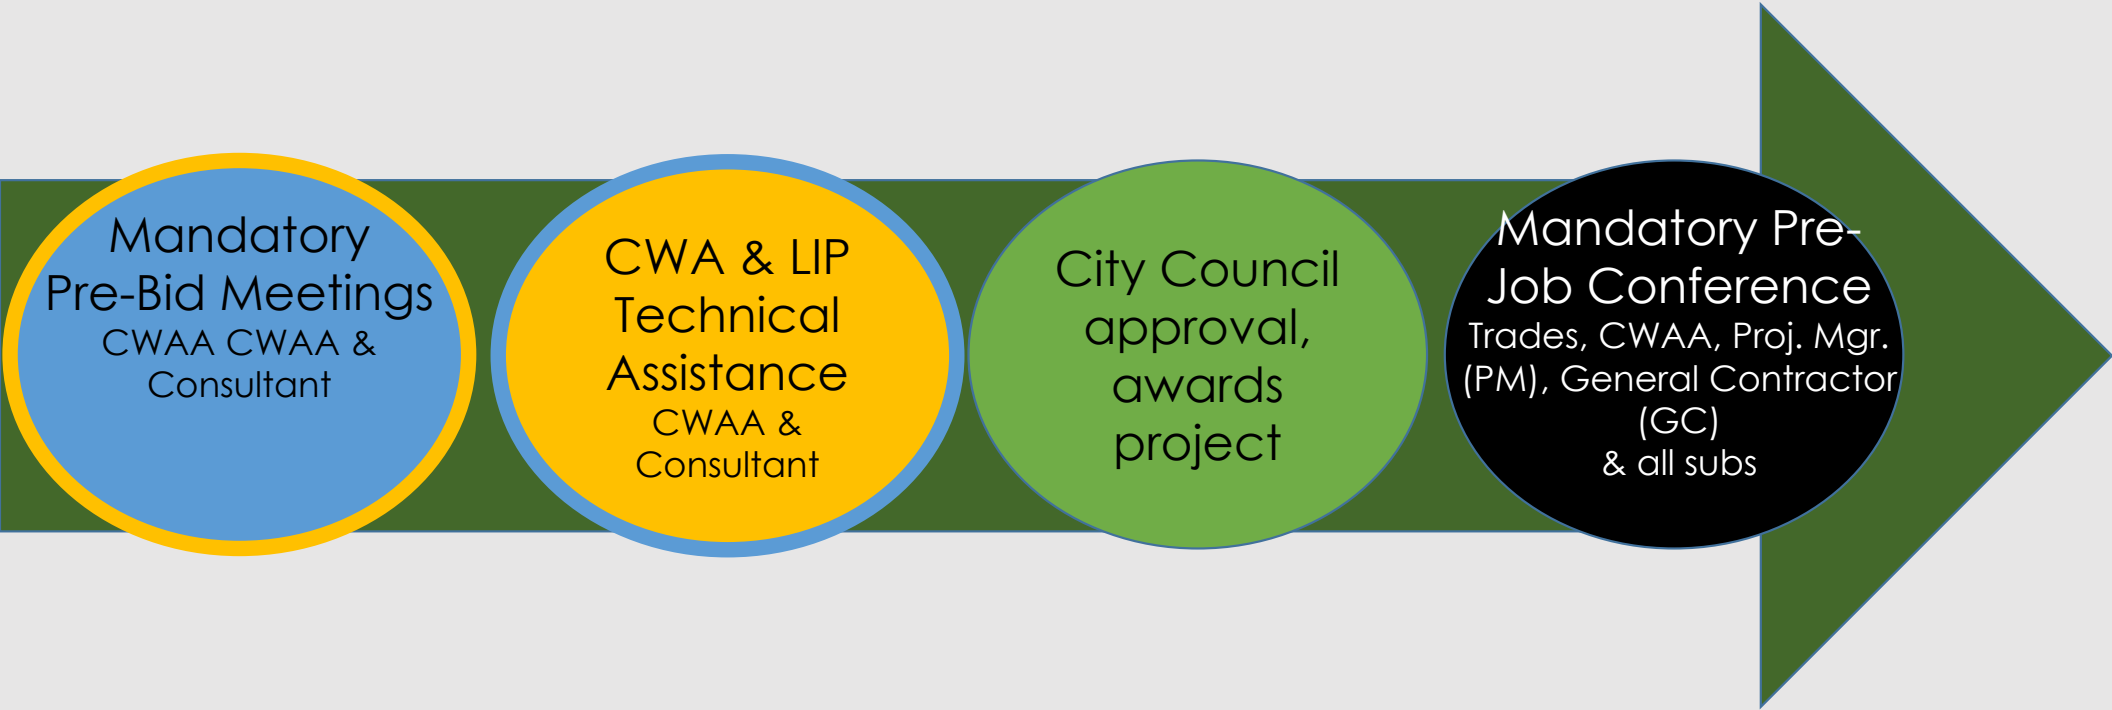 Mandatory
Pre-Bid Meetings
CWAA CWAA &
Consultant
CWA & LIP
Technical
Assistance
CWAA &
Consultant
City Council
approval,
awards
project
Mandatory Pre-
Job Conference
Trades, CWAA, Proj. Mgr.
(PM), General Contractor
(GC)
& all subs